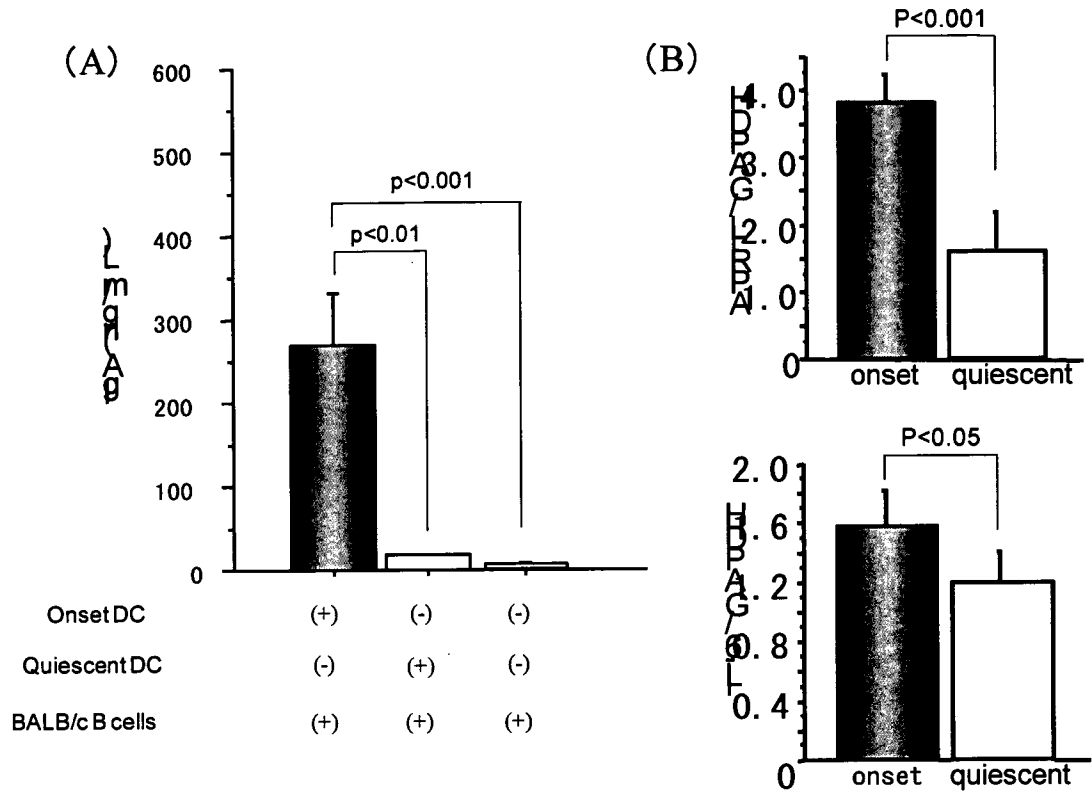 (A)
600
500
400
300
200
100
0
p<0.001
p<0.01
Onset DC (+) (-) (-)
Quiescent DC (-) (+) (-)
BALB/c B cells (+) (+) (+)
(B)
P<0.001
4.0
3.0
2.0
1.0
0
onset quiescent
P<0.05
2.0
1.6
1.2
0.8
0.4
0
onset quiescent